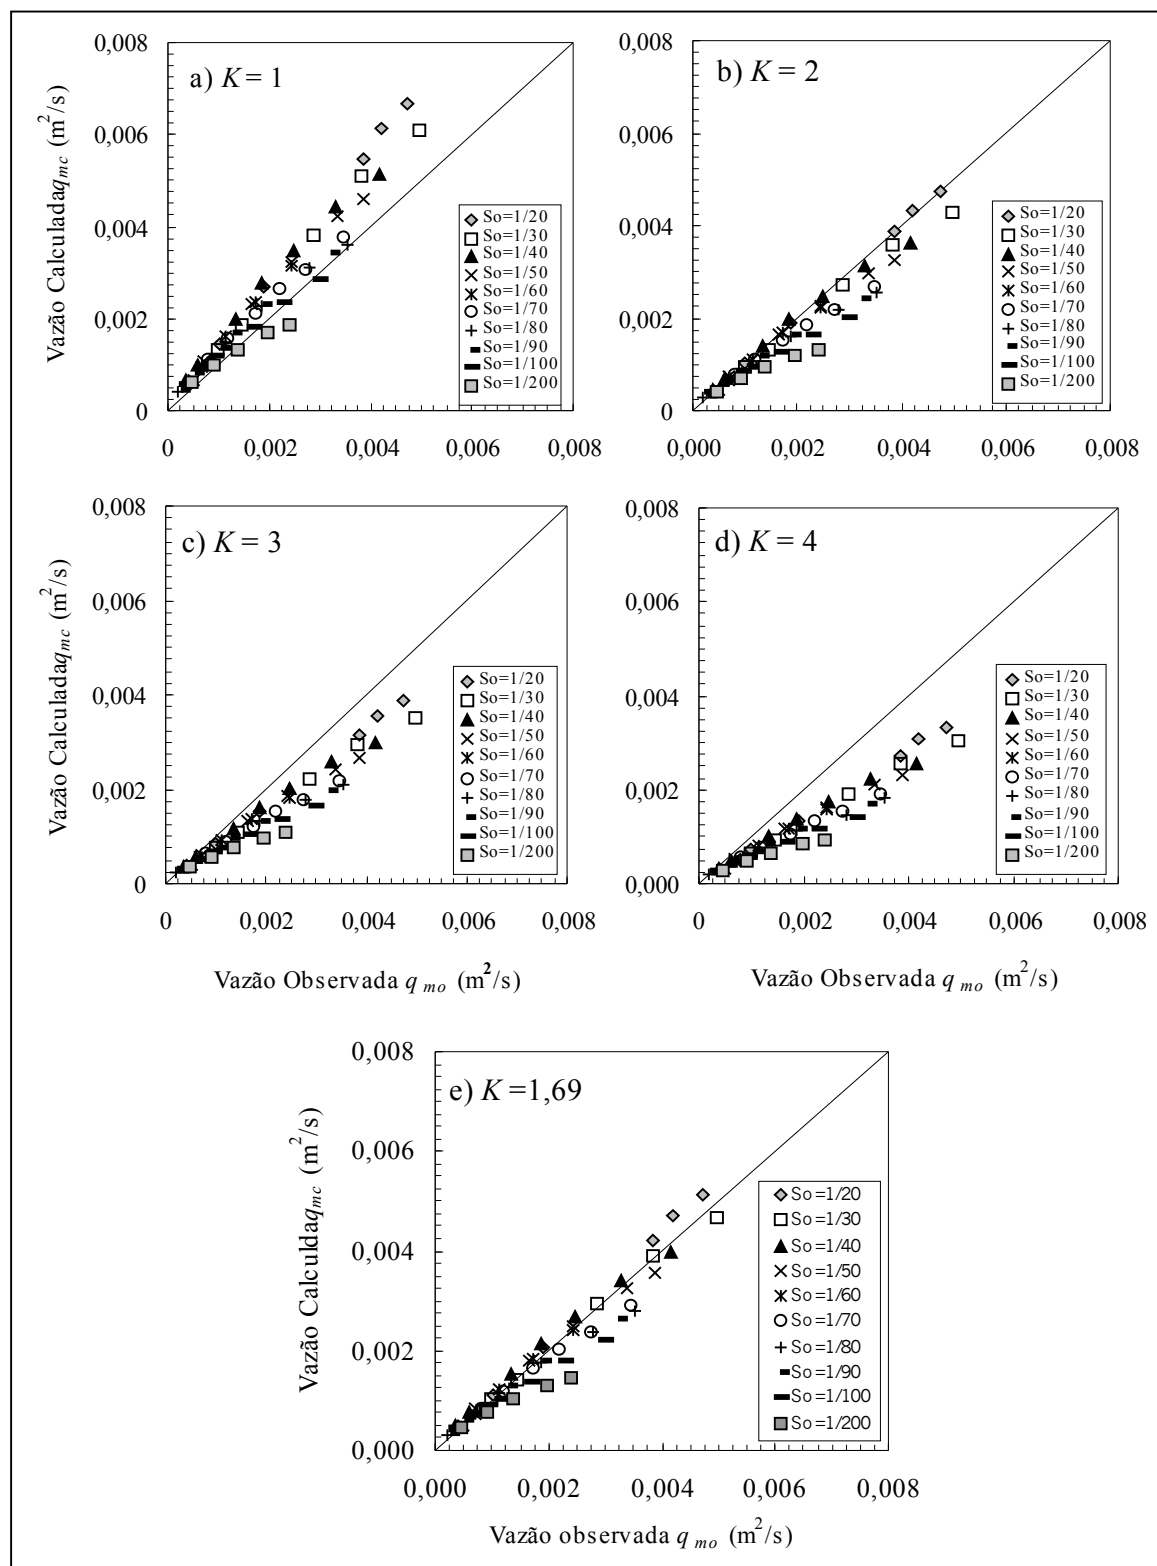 a) K = 1
Vazão Calculada q_mc (m²/s)
0,008
0,006
0,004
0,002
0
0
0,002
0,004
0,006
0,008
So=1/20
So=1/30
So=1/40
So=1/50
So=1/60
So=1/70
So=1/80
So=1/90
So=1/100
So=1/200
b) K = 2
Vazão Calculada q_mc (m²/s)
0,008
0,006
0,004
0,002
0
0,000
0,002
0,004
0,006
0,008
So=1/20
So=1/30
So=1/40
So=1/50
So=1/60
So=1/70
So=1/80
So=1/90
So=1/100
So=1/200
c) K = 3
Vazão Calculada q_mc (m²/s)
0,008
0,006
0,004
0,002
0
0
0,002
0,004
0,006
0,008
Vazão Observada q_mo (m²/s)
So=1/20
So=1/30
So=1/40
So=1/50
So=1/60
So=1/70
So=1/80
So=1/90
So=1/100
So=1/200
d) K = 4
Vazão Calculada q_mc (m²/s)
0,008
0,006
0,004
0,002
0,000
0
0,002
0,004
0,006
0,008
Vazão Observada q_mo (m²/s)
So=1/20
So=1/30
So=1/40
So=1/50
So=1/60
So=1/70
So=1/80
So=1/90
So=1/100
So=1/200
e) K =1,69
Vazão Calculda q_mc (m²/s)
0,008
0,006
0,004
0,002
0,000
0,000
0,002
0,004
0,006
0,008
Vazão observada q_mo (m²/s)
So=1/20
So=1/30
So=1/40
So=1/50
So=1/60
So=1/70
So=1/80
So=1/90
So=1/100
So=1/200